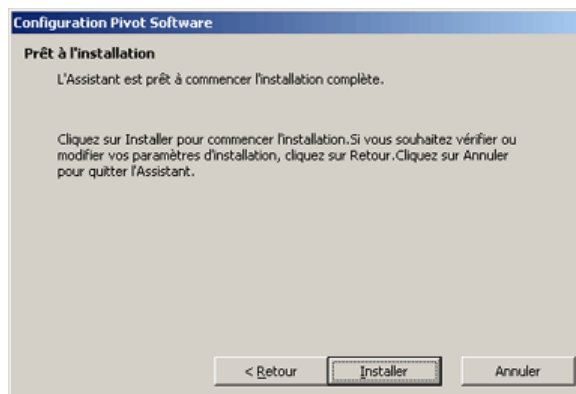 Configuration Pivot Software
Prêt à l'installation
L'Assistant est prêt à commencer l'installation complète.
Cliquez sur Installer pour commencer l'installation.Si vous souhaitez vérifier ou
modifier vos paramètres d'installation, cliquez sur Retour.Cliquez sur Annuler
pour quitter l'Assistant.
< Retour Installer Annuler